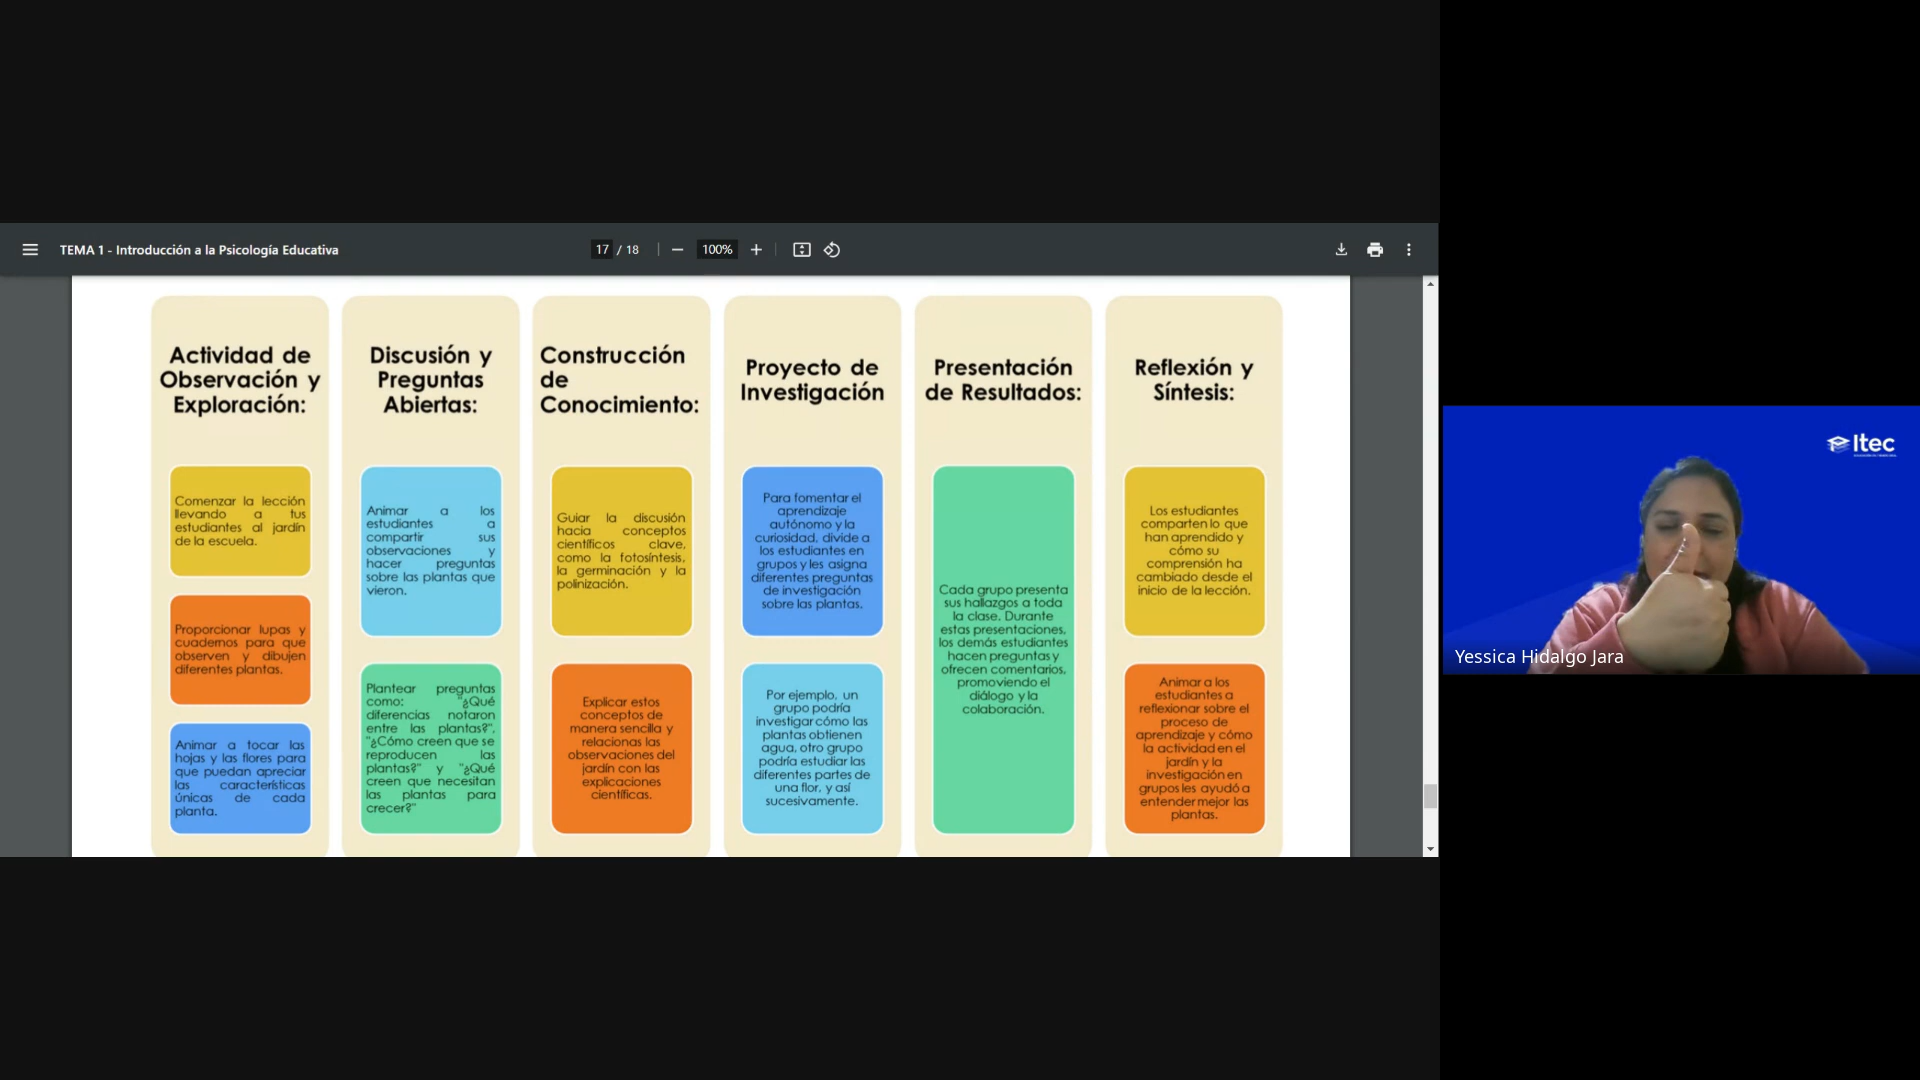 TEMA 1 - Introducción a la Psicología Educativa
17 / 18
100%
Actividad de
Observación y
Exploración:
Comenzar la lección
llevando a tus
estudiantes al jardín
de la escuela.
Proporcionar lupas y
cuadernos para que
observen y dibujen
diferentes plantas.
Animar a tocar las
hojas y las flores para
que puedan apreciar
las características
únicas de cada
planta.
Discusión y
Preguntas
Abiertas:
Animar a los
estudiantes a
compartir sus
observaciones y
hacer preguntas
sobre las plantas que
vieron.
Plantear preguntas
como: "¿Qué
diferencias notaron
entre las plantas?",
"¿Cómo creen que se
reproducen las
plantas?" y "¿Qué
creen que necesitan
las plantas para
crecer?"
Construcción
de
Conocimiento:
Guiar la discusión
hacia conceptos
científicos clave,
como la fotosíntesis,
la germinación y la
polinización.
Explicar estos
conceptos de
manera sencilla y
relacionas las
observaciones del
jardín con las
explicaciones
científicas.
Proyecto de
Investigación
Para fomentar el
aprendizaje
autónomo y la
curiosidad, divide a
los estudiantes en
grupos y les asigna
diferentes preguntas
de investigación
sobre las plantas.
Por ejemplo, un
grupo podría
investigar cómo las
plantas obtienen
agua, otro grupo
podría estudiar las
diferentes partes de
una flor, y así
sucesivamente.
Presentación
de Resultados:
Cada grupo presenta
sus hallazgos a toda
la clase. Durante
estas presentaciones,
los demás estudiantes
hacen preguntas y
ofrecen comentarios,
promoviendo el
diálogo y la
colaboración.
Reflexión y
Síntesis:
Los estudiantes
comparten lo que
han aprendido y
cómo su
comprensión ha
cambiado desde el
inicio de la lección.
Animar a los
estudiantes a
reflexionar sobre el
proceso de
aprendizaje y cómo
la actividad en el
jardín y la
investigación en
grupos les ayudó a
entender mejor las
plantas.
Itec
Yessica Hidalgo Jara